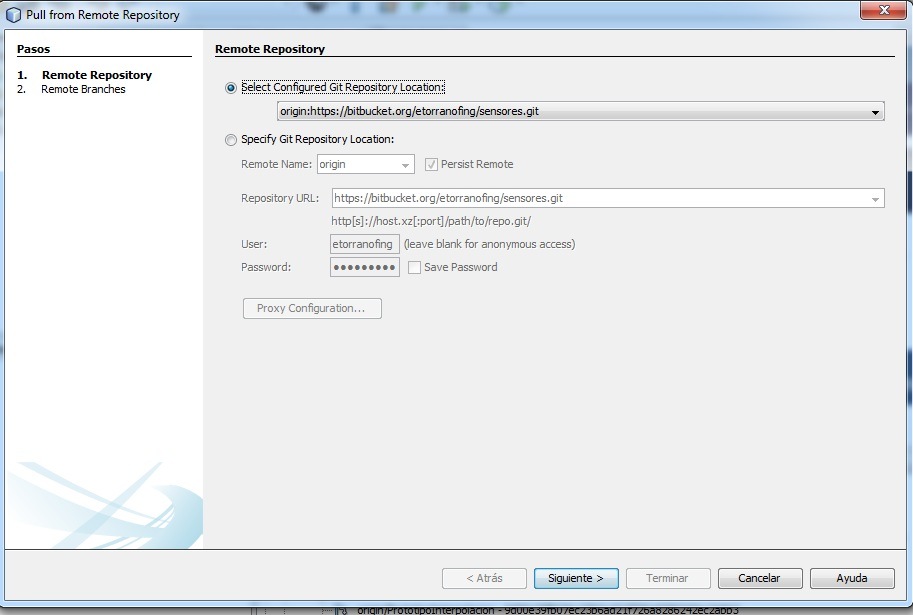 Pull from Remote Repository
Pasos
1. Remote Repository
2. Remote Branches
Remote Repository
Select Configured Git Repository Location:
origin:https://bitbucket.org/etorranofing/sensores.git
Specify Git Repository Location:
Remote Name: origin Persist Remote
Repository URL: https://bitbucket.org/etorranofing/sensores.git
http[s]://host.xz[:port]/path/to/repo.git/
User: etorranofing (leave blank for anonymous access)
Password: ●●●●●●●●● Save Password
Proxy Configuration...
< Atrás Siguiente > Terminar Cancelar Ayuda
origin/PrototipoInterpolacion -